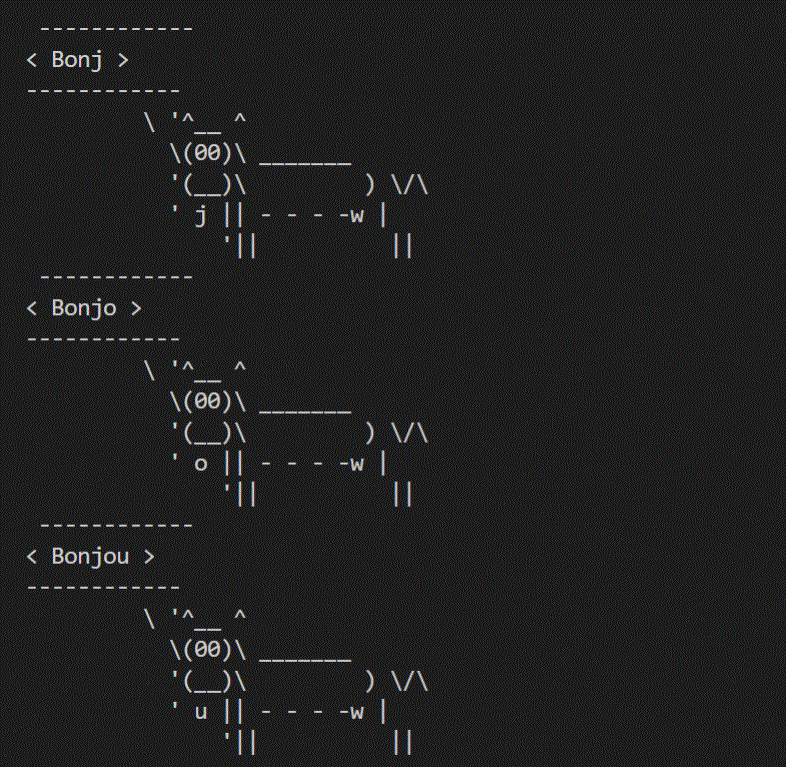 ------------
< Bonj >
------------
         \ '^__ ^
           \(00)\ _______
           '(__)\         ) \/\
           ' j || - - - -w |
               '||          ||
 ------------
< Bonjo >
------------
         \ '^__ ^
           \(00)\ _______
           '(__)\         ) \/\
           ' o || - - - -w |
               '||          ||
 ------------
< Bonjou >
------------
         \ '^__ ^
           \(00)\ _______
           '(__)\         ) \/\
           ' u || - - - -w |
               '||          ||